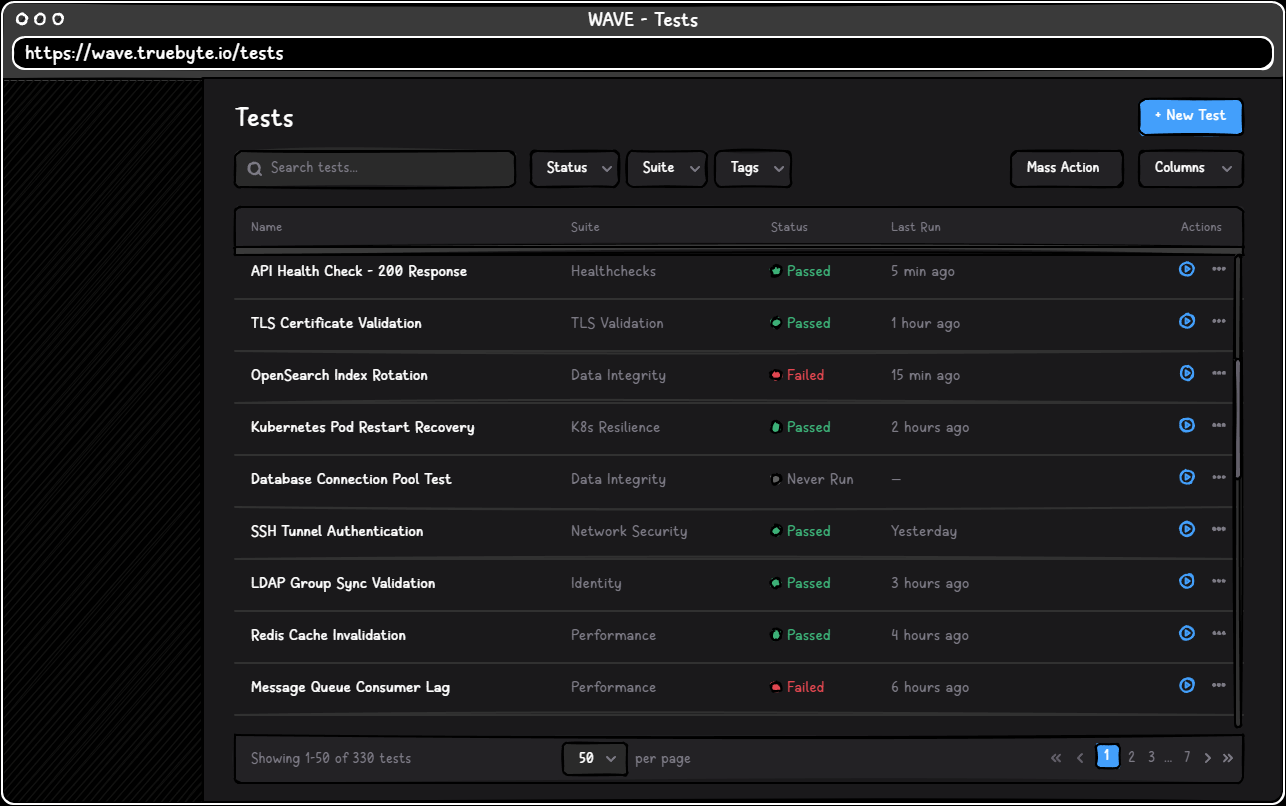 WAVE - Tests
https://wave.truebyte.io/tests
Tests
+ New Test
Search tests...
Status
Suite
Tags
Mass Action
Columns
Name Suite Status Last Run Actions
API Health Check - 200 Response Healthchecks Passed 5 min ago
TLS Certificate Validation TLS Validation Passed 1 hour ago
OpenSearch Index Rotation Data Integrity Failed 15 min ago
Kubernetes Pod Restart Recovery K8s Resilience Passed 2 hours ago
Database Connection Pool Test Data Integrity Never Run —
SSH Tunnel Authentication Network Security Passed Yesterday
LDAP Group Sync Validation Identity Passed 3 hours ago
Redis Cache Invalidation Performance Passed 4 hours ago
Message Queue Consumer Lag Performance Failed 6 hours ago
Showing 1-50 of 330 tests 50 per page « ‹ 1 2 3 ... 7 › »